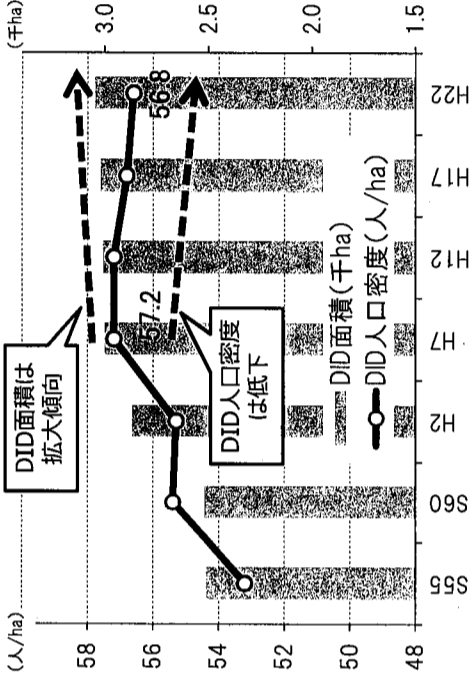 (人/ha)
(千ha)
58
56
54
52
50
48
3.0
2.5
2.0
1.5
DID面積は
拡大傾向
DID人口密度
は低下
57.2
56.8
DID面積(千ha)
DID人口密度(人/ha)
S55
S60
H2
H7
H12
H17
H22